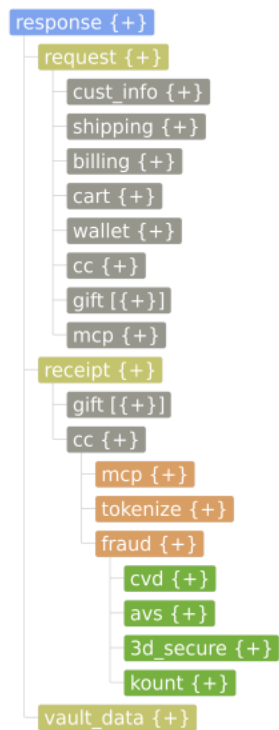 response {+}
request {+}
cust_info {+}
shipping {+}
billing {+}
cart {+}
wallet {+}
cc {+}
gift [{+}]
mcp {+}
receipt {+}
gift [{+}]
cc {+}
mcp {+}
tokenize {+}
fraud {+}
cvd {+}
avs {+}
3d_secure {+}
kount {+}
vault_data {+}